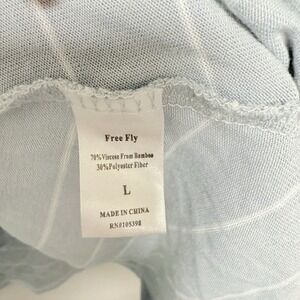 Free Fly
70%Viscose From Bamboo
30%Polyester Fiber
L
MADE IN CHINA
RN#105398